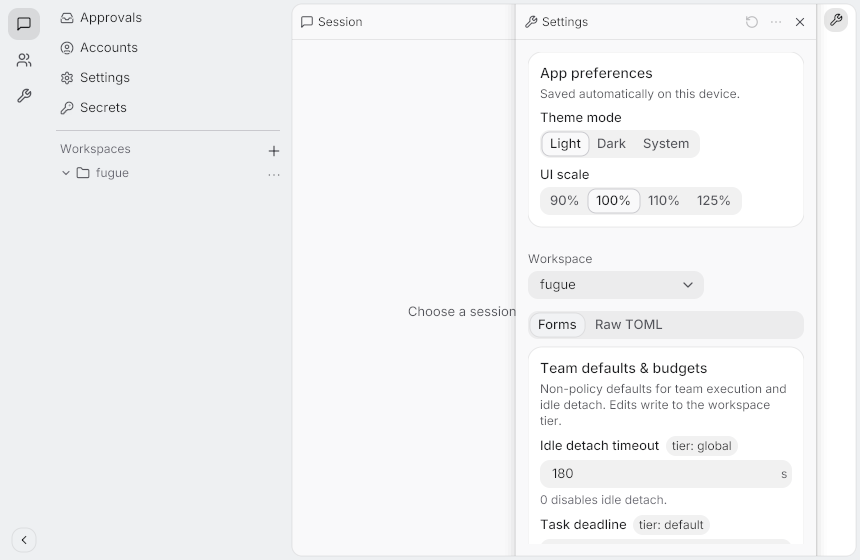 Approvals
Accounts
Settings
Secrets
Workspaces
fugue
Session
Choose a session
Settings
App preferences
Saved automatically on this device.
Theme mode
Light Dark System
UI scale
90% 100% 110% 125%
Workspace
fugue
Forms Raw TOML
Team defaults & budgets
Non-policy defaults for team execution and
idle detach. Edits write to the workspace
tier.
Idle detach timeout tier: global
180 s
0 disables idle detach.
Task deadline tier: default